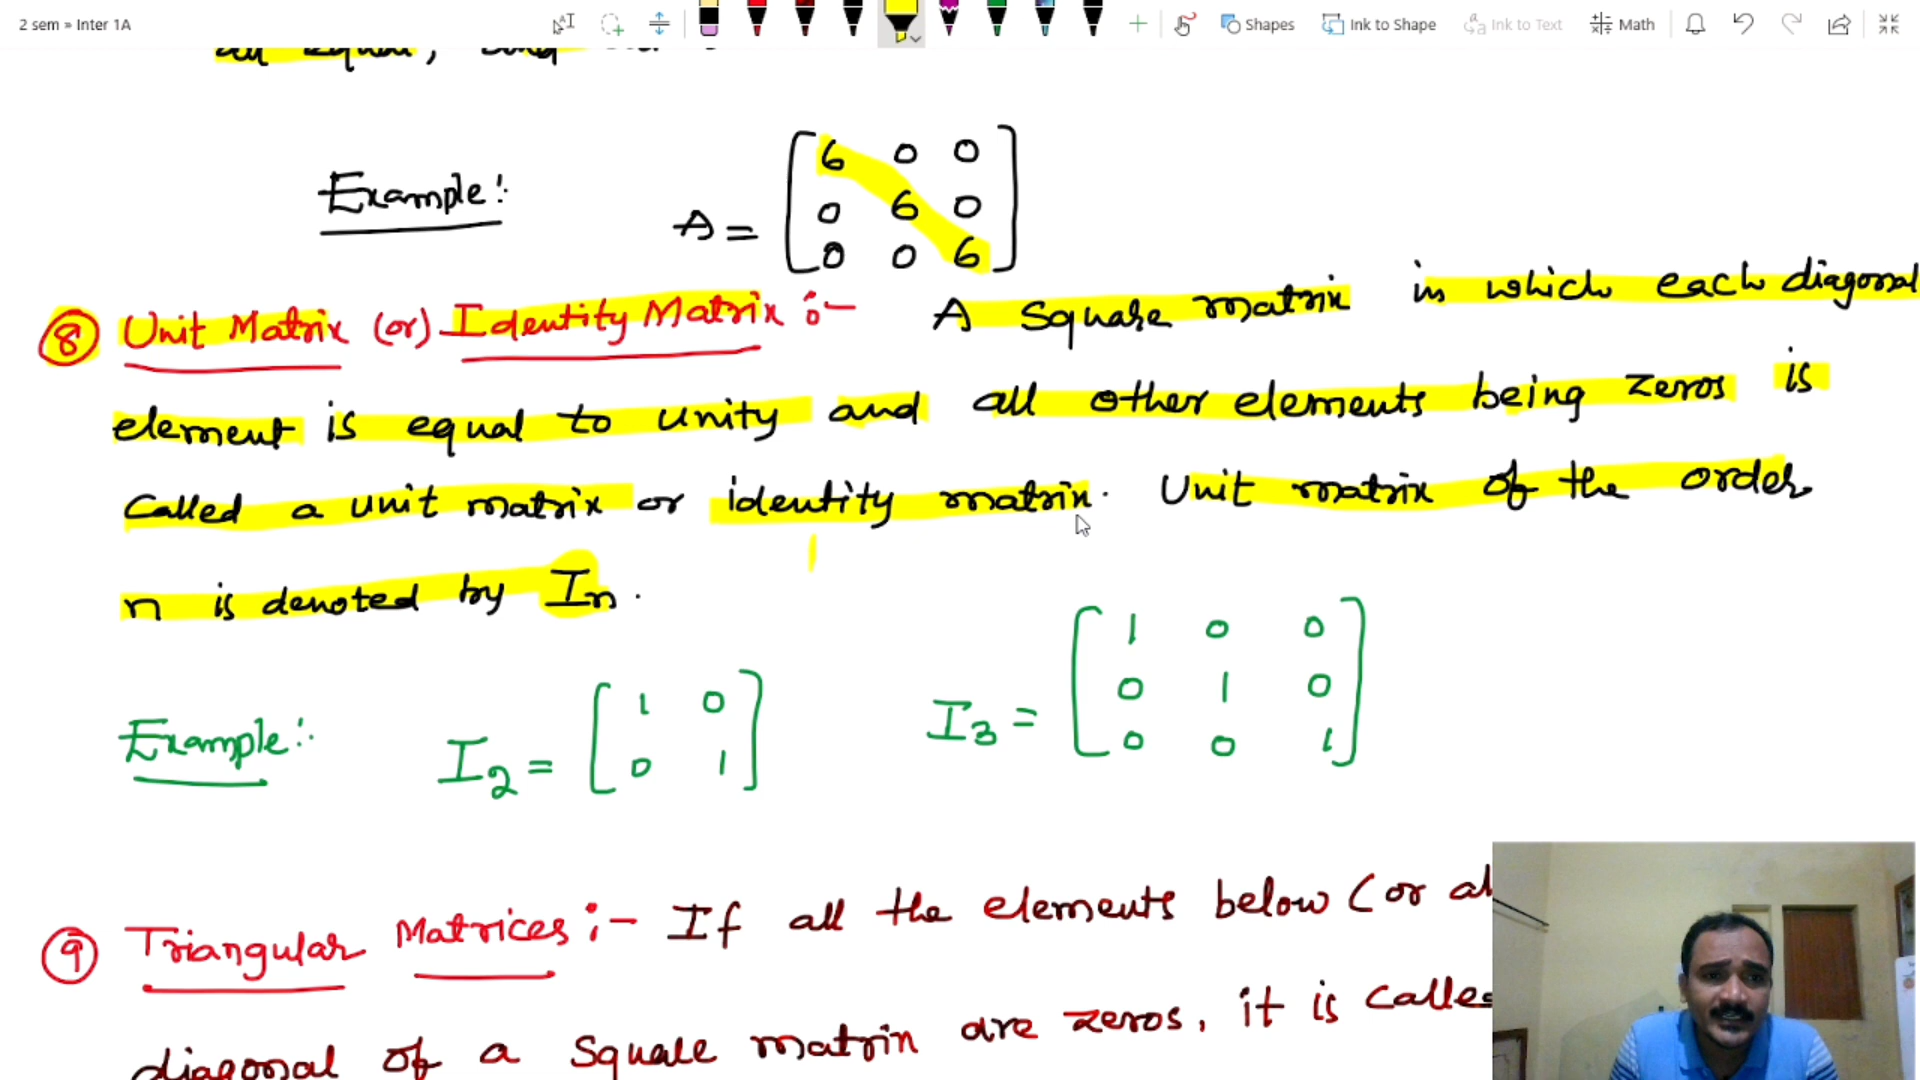 2 sem » Inter 1A
Shapes Ink to Shape Ink to Text Math
all equal,
Example:
A = [6 0 0
0 6 0
0 0 6]
⑧ Unit Matrix (or) Identity Matrix :- A Square matrix in which each diagonal
element is equal to unity and all other elements being zeros is
called a unit matrix or identity matrix. Unit matrix of the order
n is denoted by Iₙ.
Example:
I₂ = [1 0
0 1]
I₃ = [1 0 0
0 1 0
0 0 1]
⑨ Triangular Matrices :- If all the elements below (or
diagonal of a Square matrix are zeros, it is